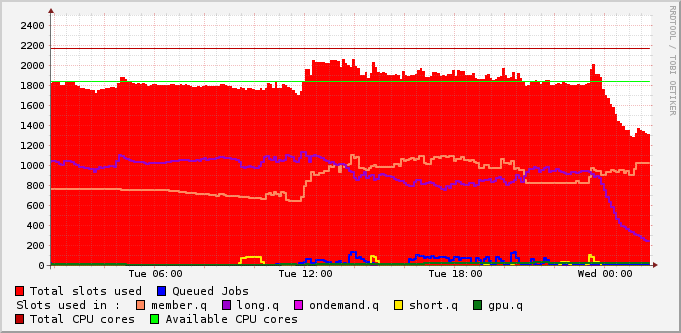 2400
2200
2000
1800
1600
1400
1200
1000
800
600
400
200
0
Tue 06:00 Tue 12:00 Tue 18:00 Wed 00:00
Total slots used Queued Jobs
Slots used in : member.q long.q ondemand.q short.q gpu.q
Total CPU cores Available CPU cores
RRDTOOL / TOBI OETIKER